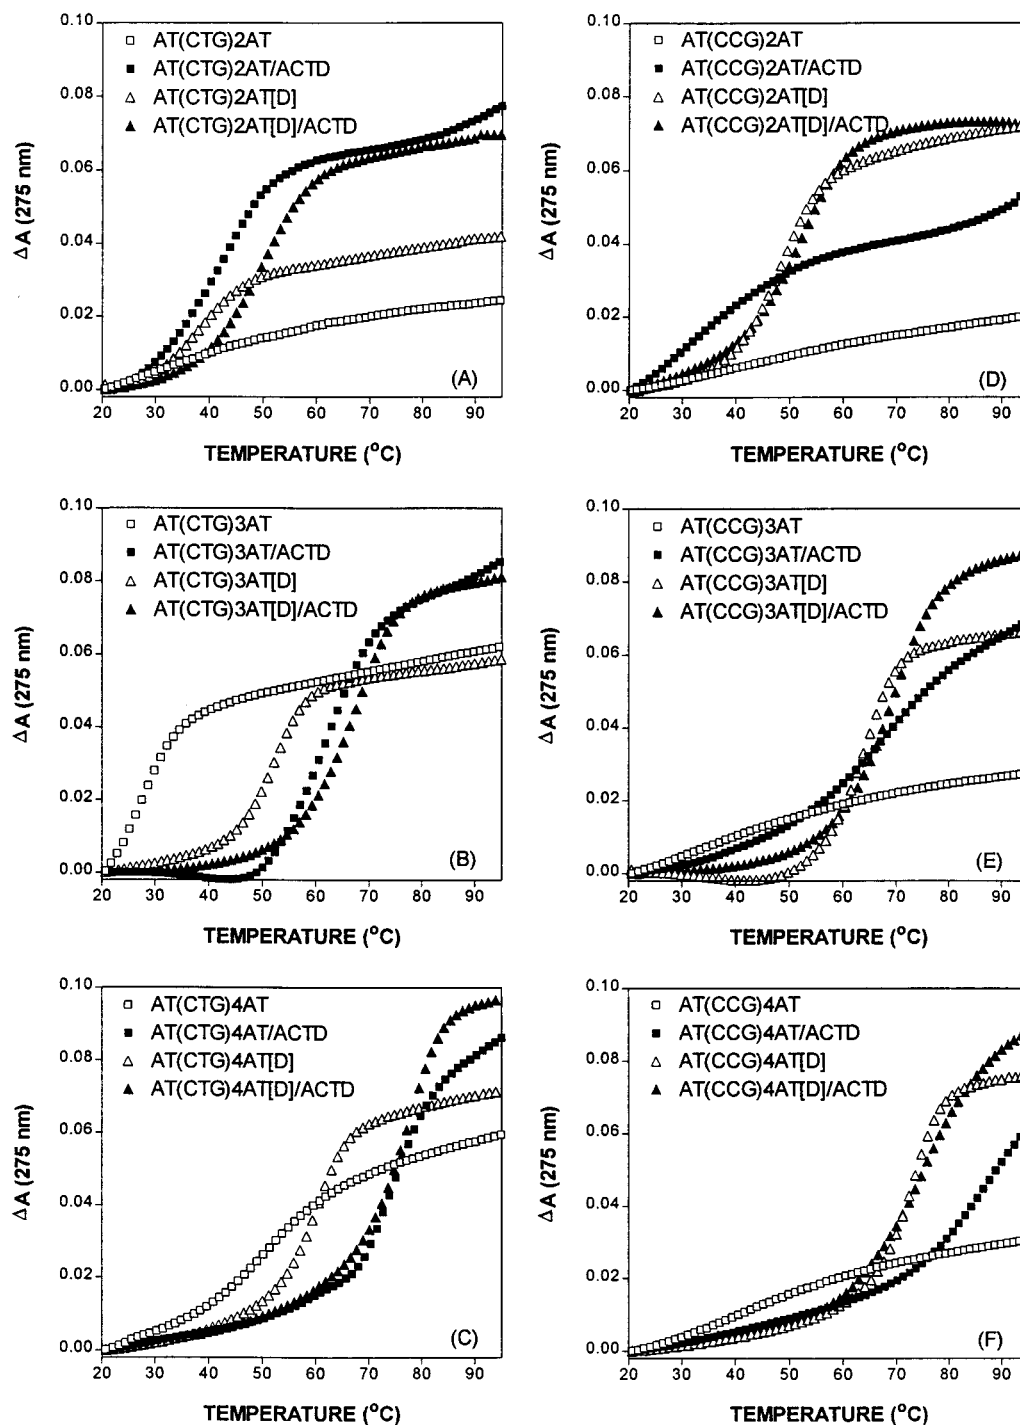 0.10
0.08
0.06
0.04
0.02
0.00
ΔA (275 nm)
□ AT(CTG)2AT
■ AT(CTG)2AT/ACTD
△ AT(CTG)2AT[D]
▲ AT(CTG)2AT[D]/ACTD
(A)
20 30 40 50 60 70 80 90
TEMPERATURE (°C)
0.10
0.08
0.06
0.04
0.02
0.00
ΔA (275 nm)
□ AT(CCG)2AT
■ AT(CCG)2AT/ACTD
△ AT(CCG)2AT[D]
▲ AT(CCG)2AT[D]/ACTD
(D)
20 30 40 50 60 70 80 90
TEMPERATURE (°C)
0.10
0.08
0.06
0.04
0.02
0.00
ΔA (275 nm)
□ AT(CTG)3AT
■ AT(CTG)3AT/ACTD
△ AT(CTG)3AT[D]
▲ AT(CTG)3AT[D]/ACTD
(B)
20 30 40 50 60 70 80 90
TEMPERATURE (°C)
0.10
0.08
0.06
0.04
0.02
0.00
ΔA (275 nm)
□ AT(CCG)3AT
■ AT(CCG)3AT/ACTD
△ AT(CCG)3AT[D]
▲ AT(CCG)3AT[D]/ACTD
(E)
20 30 40 50 60 70 80 90
TEMPERATURE (°C)
0.10
0.08
0.06
0.04
0.02
0.00
ΔA (275 nm)
□ AT(CTG)4AT
■ AT(CTG)4AT/ACTD
△ AT(CTG)4AT[D]
▲ AT(CTG)4AT[D]/ACTD
(C)
20 30 40 50 60 70 80 90
TEMPERATURE (°C)
0.10
0.08
0.06
0.04
0.02
0.00
ΔA (275 nm)
□ AT(CCG)4AT
■ AT(CCG)4AT/ACTD
△ AT(CCG)4AT[D]
▲ AT(CCG)4AT[D]/ACTD
(F)
20 30 40 50 60 70 80 90
TEMPERATURE (°C)